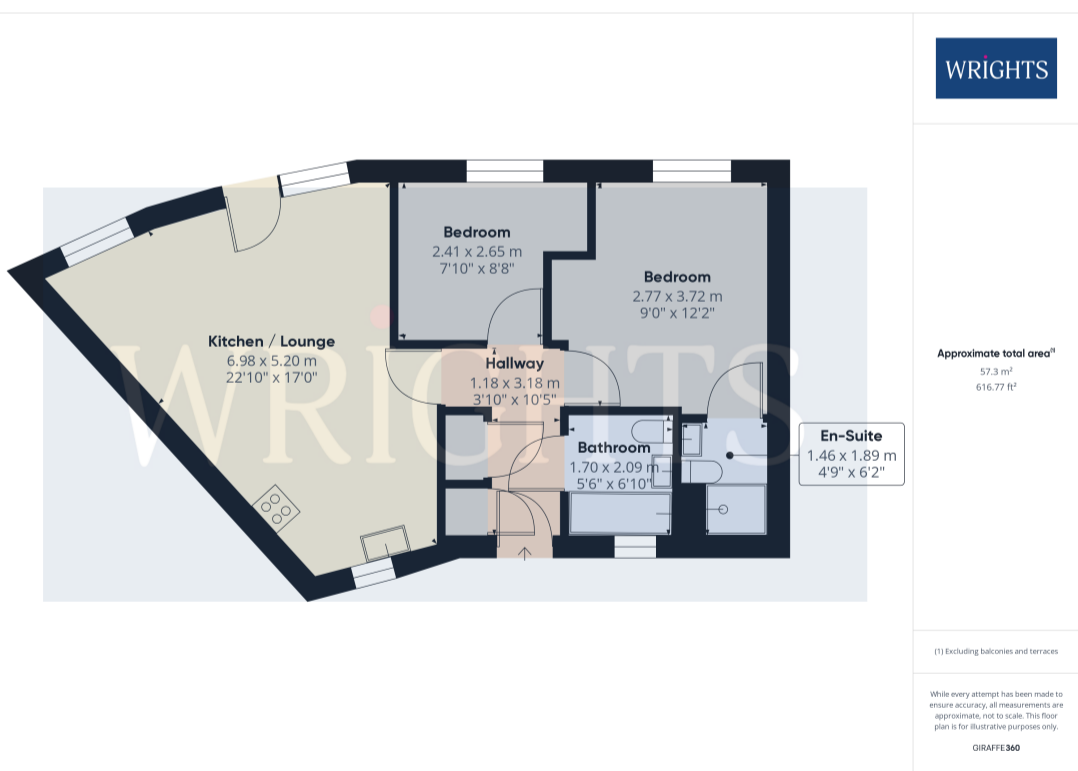 WRIGHTS
Bedroom
2.41 x 2.65 m
7'10" x 8'8"
Bedroom
2.77 x 3.72 m
9'0" x 12'2"
Kitchen / Lounge
6.98 x 5.20 m
22'10" x 17'0"
WRIGHTS
Hallway
1.18 x 3.18 m
3'10" x 10'5"
Bathroom
1.70 x 2.09 m
5'6" x 6'10"
En-Suite
1.46 x 1.89 m
4'9" x 6'2"
Approximate total area(1)
57.3 m²
616.77 ft²
(1) Excluding balconies and terraces
While every attempt has been made to
ensure accuracy, all measurements are
approximate, not to scale. This floor
plan is for illustrative purposes only.
GIRAFFE360